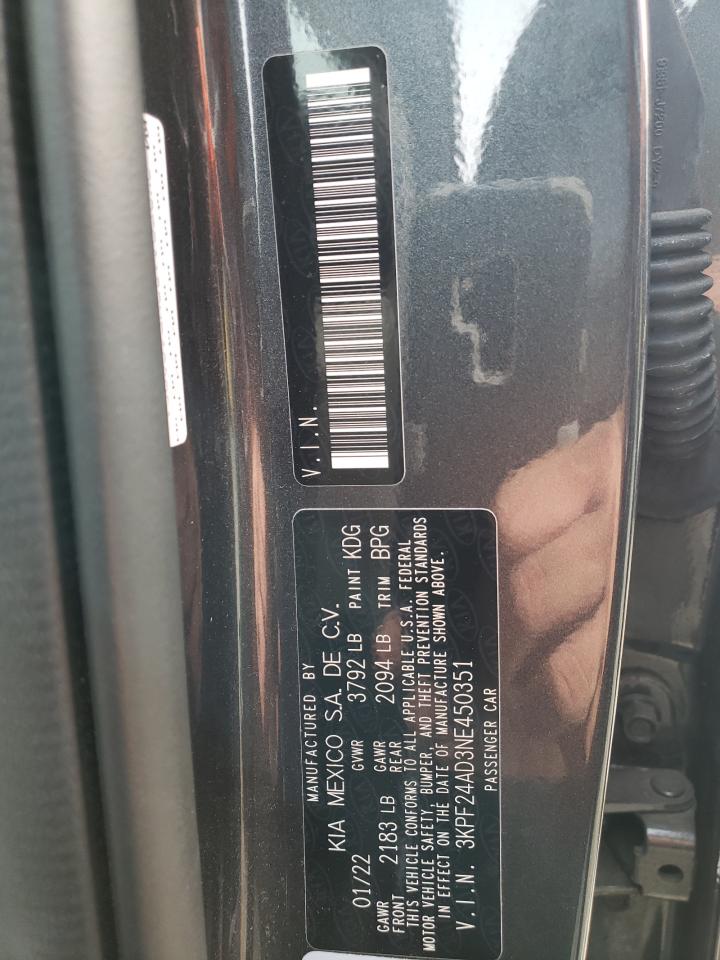 V.I.N.
MANUFACTURED BY
KIA MEXICO S.A. DE C.V.
01/22 GVWR 3792 LB PAINT KDG
GAWR FRONT 2183 LB GAWR REAR 2094 LB TRIM BPG
THIS VEHICLE CONFORMS TO ALL APPLICABLE U.S.A. FEDERAL
MOTOR VEHICLE SAFETY, BUMPER, AND THEFT PREVENTION STANDARDS
IN EFFECT ON THE DATE OF MANUFACTURE SHOWN ABOVE.
V.I.N. 3KPF24AD3NE450351
PASSENGER CAR